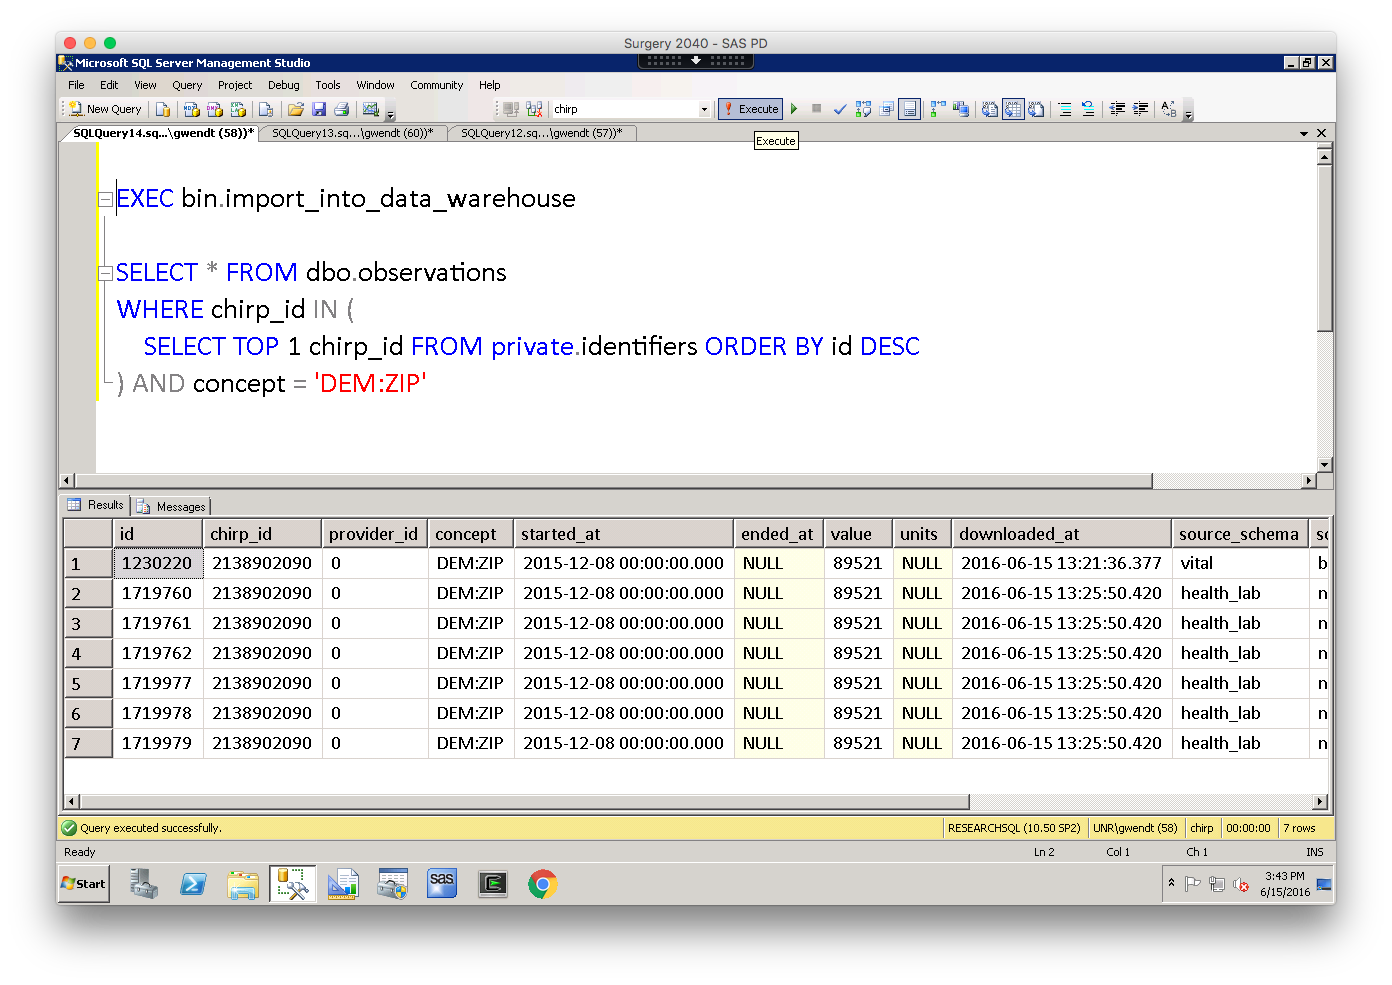 Surgery 2040 - SAS PD
Microsoft SQL Server Management Studio
File Edit View Query Project Debug Tools Window Community Help
New Query chirp Execute
SQLQuery14.sq...\gwendt (58))* SQLQuery13.sq...\gwendt (60))* SQLQuery12.sq...\gwendt (57))*
Execute
EXEC bin.import_into_data_warehouse
SELECT * FROM dbo.observations
WHERE chirp_id IN (
SELECT TOP 1 chirp_id FROM private.identifiers ORDER BY id DESC
) AND concept = 'DEM:ZIP'
Results Messages
id chirp_id provider_id concept started_at ended_at value units downloaded_at source_schema
1 1230220 2138902090 0 DEM:ZIP 2015-12-08 00:00:00.000 NULL 89521 NULL 2016-06-15 13:21:36.377 vital b
2 1719760 2138902090 0 DEM:ZIP 2015-12-08 00:00:00.000 NULL 89521 NULL 2016-06-15 13:25:50.420 health_lab n
3 1719761 2138902090 0 DEM:ZIP 2015-12-08 00:00:00.000 NULL 89521 NULL 2016-06-15 13:25:50.420 health_lab n
4 1719762 2138902090 0 DEM:ZIP 2015-12-08 00:00:00.000 NULL 89521 NULL 2016-06-15 13:25:50.420 health_lab n
5 1719977 2138902090 0 DEM:ZIP 2015-12-08 00:00:00.000 NULL 89521 NULL 2016-06-15 13:25:50.420 health_lab n
6 1719978 2138902090 0 DEM:ZIP 2015-12-08 00:00:00.000 NULL 89521 NULL 2016-06-15 13:25:50.420 health_lab n
7 1719979 2138902090 0 DEM:ZIP 2015-12-08 00:00:00.000 NULL 89521 NULL 2016-06-15 13:25:50.420 health_lab n
Query executed successfully. RESEARCHSQL (10.50 SP2) UNR\gwendt (58) chirp 00:00:00 7 rows
Ready Ln 2 Col 1 Ch 1 INS
Start sas 3:43 PM
6/15/2016